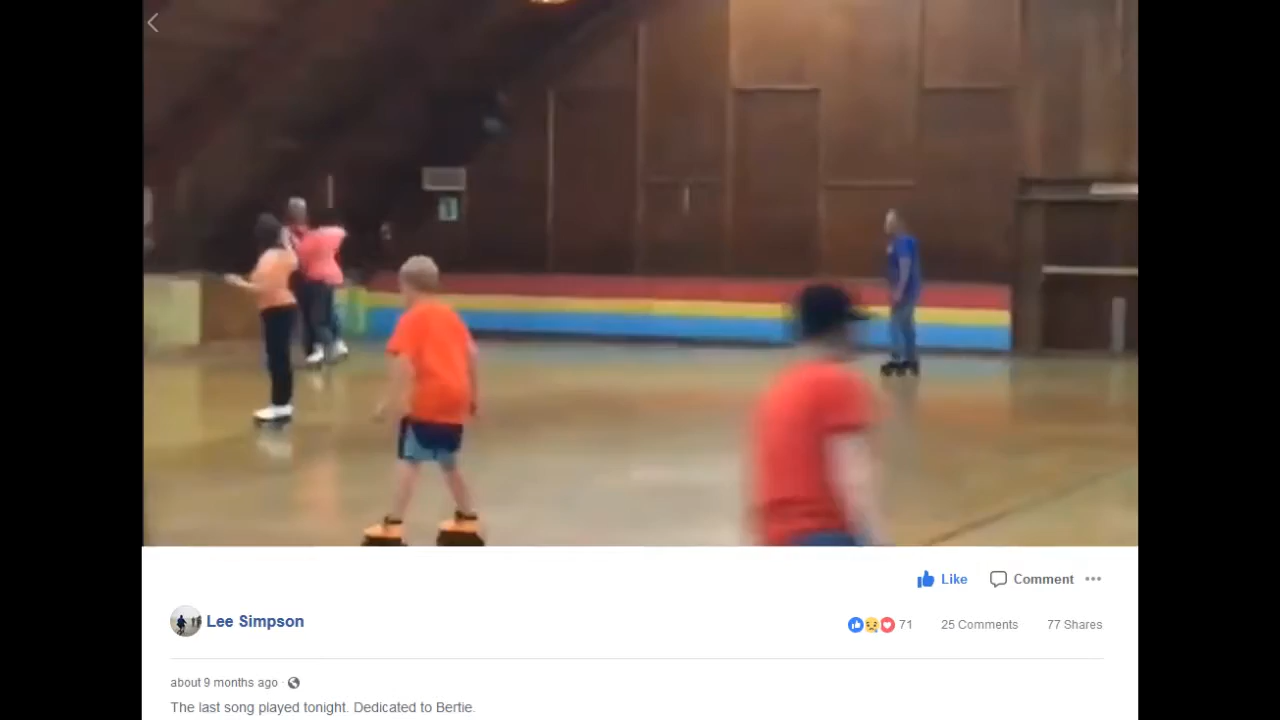 Like Comment
Lee Simpson
71 25 Comments 77 Shares
about 9 months ago ·
The last song played tonight. Dedicated to Bertie.